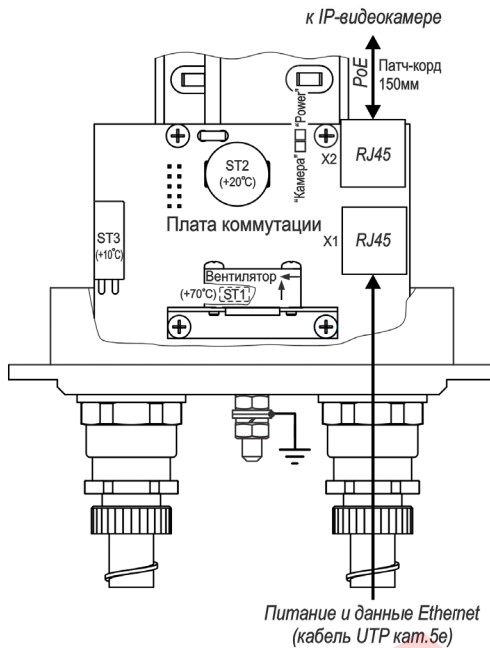 к IP-видеокамере
PoE
Патч-корд
150мм
"Камера"
"Power"
X2
RJ45
ST2
(+20°C)
Плата коммутации
ST3
(+10°C)
X1
RJ45
Вентилятор
(+70°C)
ST1
Питание и данные Ethernet
(кабель UTP кат.5е)